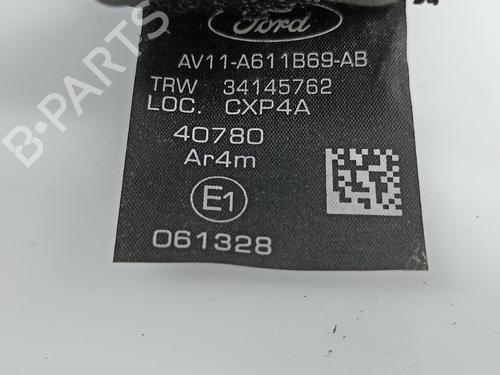 Ford
AV11-A611B69-AB
TRW 34145762
LOC. CXP4A
40780
Ar4m
E1
061328
B-PARTS